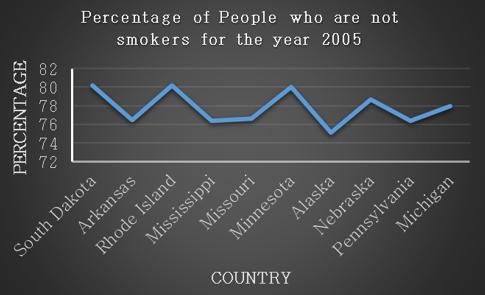 Percentage of People who are not
smokers for the year 2005
PERCENTAGE
82
80
78
76
74
72
South Dakota
Arkansas
Rhode Island
Mississippi
Missouri
Minnesota
Alaska
Nebraska
Pennsylvania
Michigan
COUNTRY